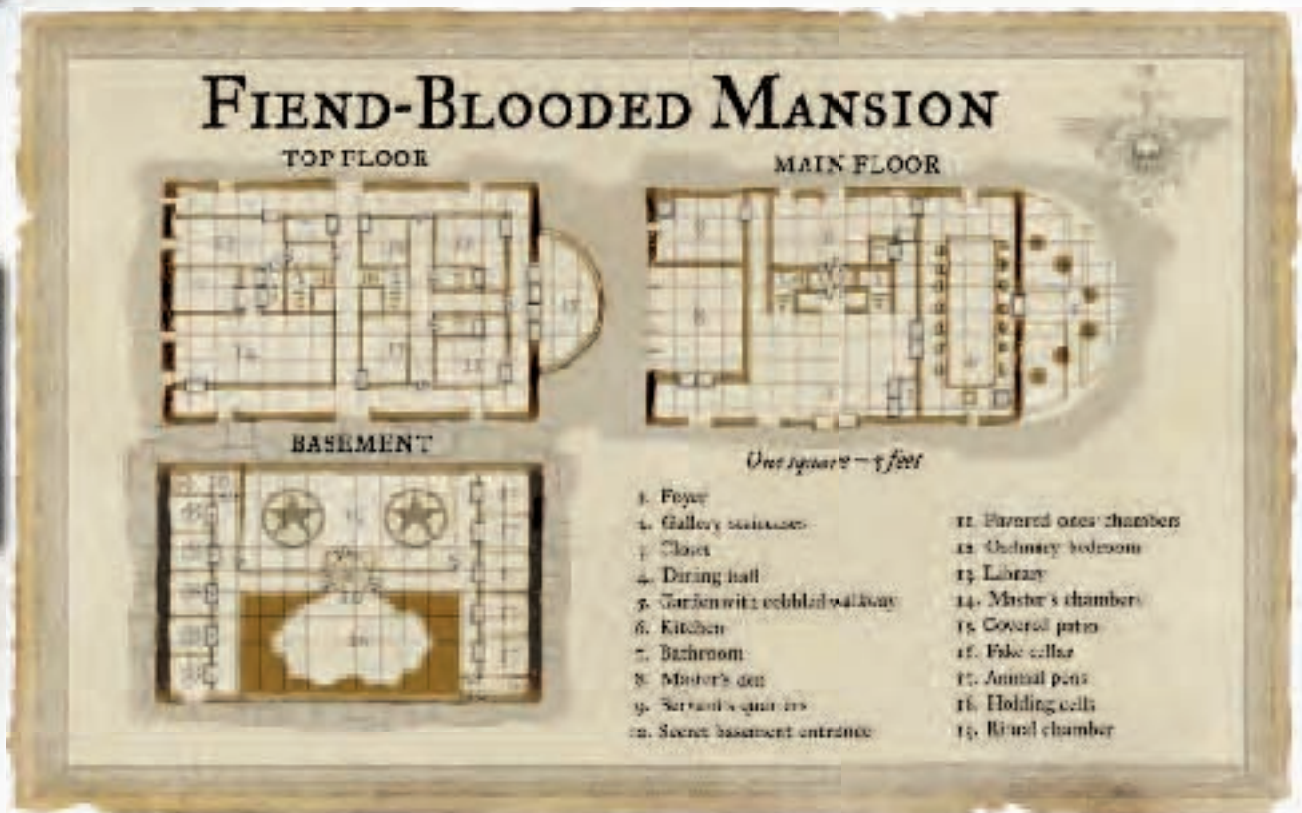 FIEND-BLOODED MANSION
TOP FLOOR
MAIN FLOOR
BASEMENT
One square = 5 feet
1. Foyer
2. Gallery staircases
3. Closet
4. Dining hall
5. Garden with cobbled walkway
6. Kitchen
7. Bathroom
8. Master's den
9. Servant's quarters
10. Secret basement entrance
11. Favored ones' chambers
12. Ordinary bedroom
13. Library
14. Master's chambers
15. Covered patio
16. Fake cellar
17. Animal pens
18. Holding cells
19. Ritual chamber
8
14